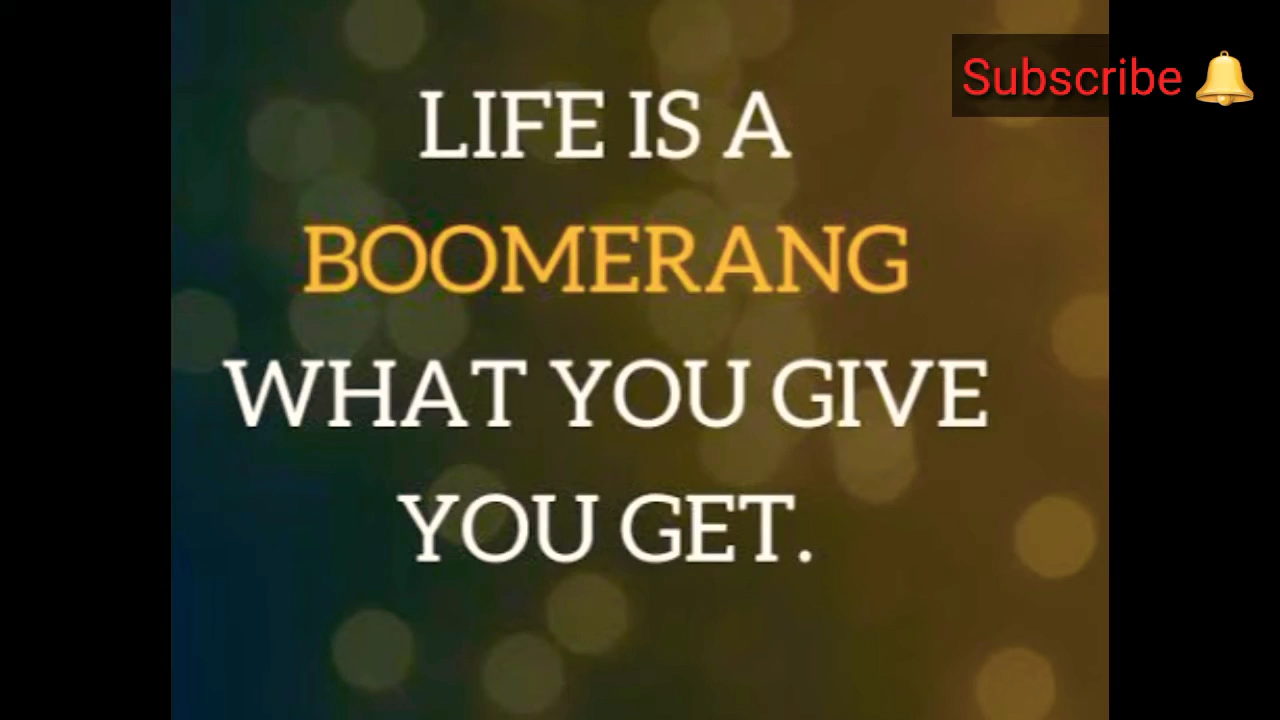 Subscribe 🔔
LIFE IS A
BOOMERANG
WHAT YOU GIVE
YOU GET.